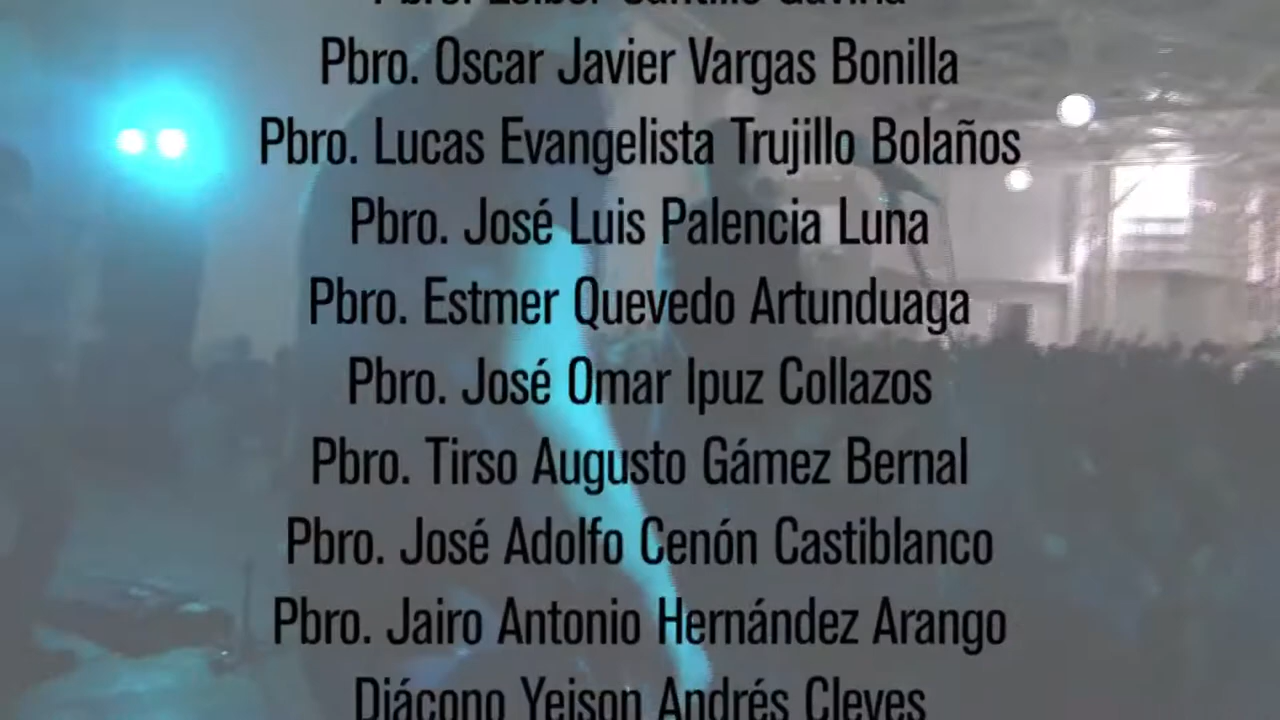 Pbro. Oscar Javier Vargas Bonilla
Pbro. Lucas Evangelista Trujillo Bolaños
Pbro. José Luis Palencia Luna
Pbro. Estmer Quevedo Artunduaga
Pbro. José Omar Ipuz Collazos
Pbro. Tirso Augusto Gámez Bernal
Pbro. José Adolfo Cenón Castiblanco
Pbro. Jairo Antonio Hernández Arango
Diácono Yeison Andrés Cleves